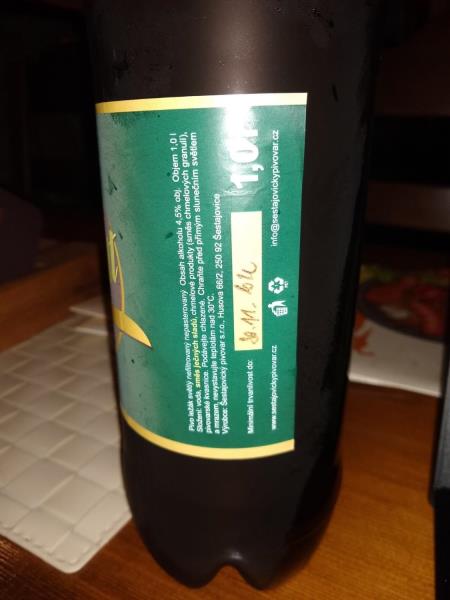 Pivo ležák světlý nefiltrovaný nepasterovaný. Obsah alkoholu 4,5% obj. Objem 1,0 l
Složení: voda, směs ječných sladů, chmelové produkty (směs chmelových granulí),
pivovarské kvasnice. Podávejte chlazené. Chraňte před přímým slunečním světlem
a mrazem, nevystavujte teplotám nad 30°C.
Výrobce: Šestajovický pivovar s.r.o., Husova 66/2, 250 92 Šestajovice
1,0 l
Minimální trvanlivost do:
www.sestajovickypivovar.cz
info@sestajovickypivovar.cz